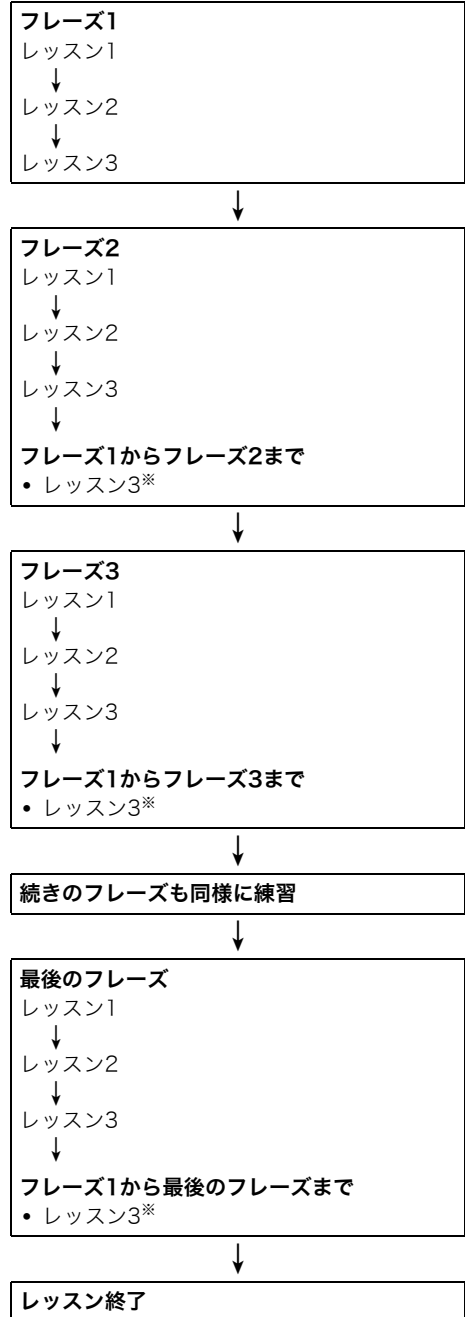 フレーズ1
レッスン1
↓
レッスン2
↓
レッスン3
↓
フレーズ2
レッスン1
↓
レッスン2
↓
レッスン3
↓
フレーズ1からフレーズ2まで
• レッスン3※
↓
フレーズ3
レッスン1
↓
レッスン2
↓
レッスン3
↓
フレーズ1からフレーズ3まで
• レッスン3※
↓
続きのフレーズも同様に練習
↓
最後のフレーズ
レッスン1
↓
レッスン2
↓
レッスン3
↓
フレーズ1から最後のフレーズまで
• レッスン3※
↓
レッスン終了